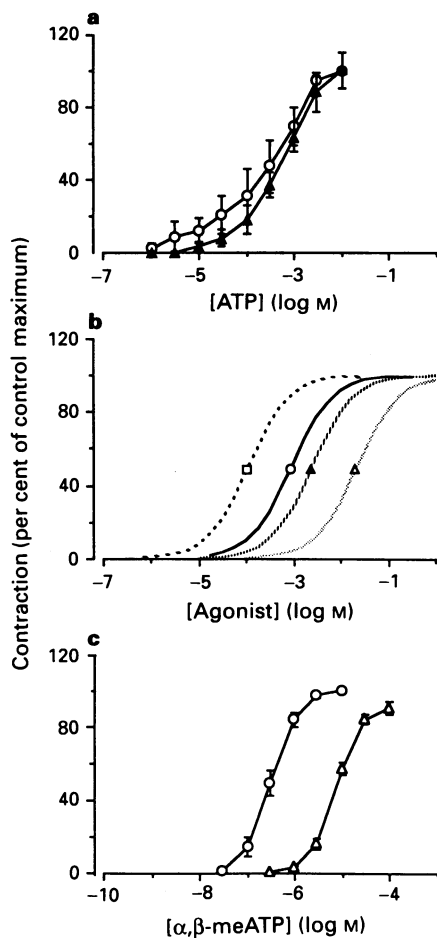 Contraction (per cent of control maximum)
a
120
80
40
0
−7 −5 −3 −1
[ATP] (log M)
b
120
80
40
0
−7 −5 −3 −1
[Agonist] (log M)
c
120
80
40
0
−10 −8 −6 −4
[α,β-meATP] (log M)